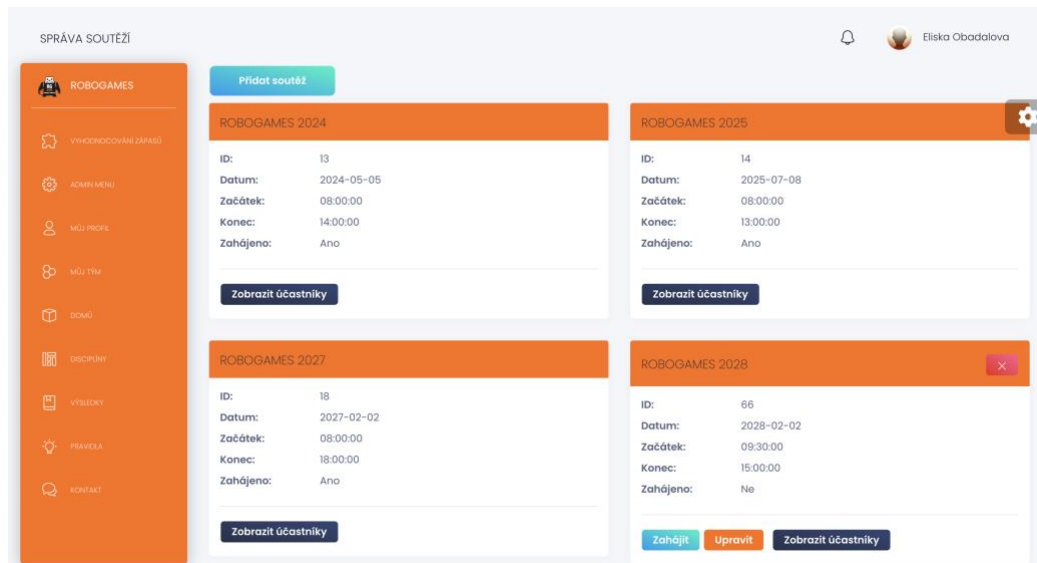 SPRÁVA SOUTĚŽÍ
Eliska Obadalova
ROBOGAMES
VYHODNOCOVÁNÍ ZÁPASŮ
ADMIN MENU
MŮJ PROFIL
MŮJ TÝM
DOMŮ
DISCIPLÍNY
VÝSLEDKY
PRAVIDLA
KONTAKT
Přidat soutěž
ROBOGAMES 2024
ID: 13
Datum: 2024-05-05
Začátek: 08:00:00
Konec: 14:00:00
Zahájeno: Ano
Zobrazit účastníky
ROBOGAMES 2025
ID: 14
Datum: 2025-07-08
Začátek: 08:00:00
Konec: 13:00:00
Zahájeno: Ano
Zobrazit účastníky
ROBOGAMES 2027
ID: 18
Datum: 2027-02-02
Začátek: 08:00:00
Konec: 18:00:00
Zahájeno: Ano
Zobrazit účastníky
ROBOGAMES 2028
ID: 66
Datum: 2028-02-02
Začátek: 09:30:00
Konec: 15:00:00
Zahájeno: Ne
Zahájit Upravit Zobrazit účastníky